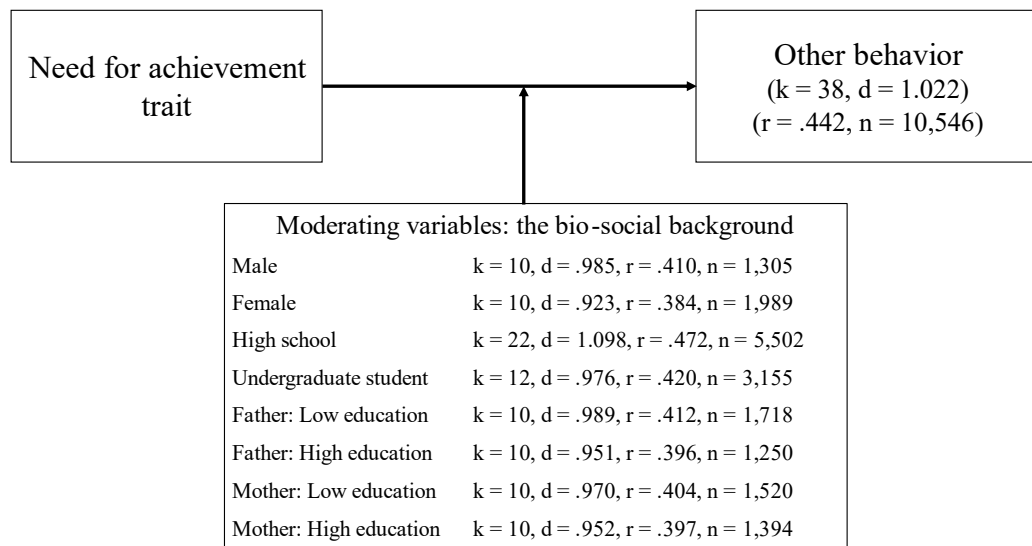 Need for achievement
trait
Other behavior
(k = 38, d = 1.022)
(r = .442, n = 10,546)
Moderating variables: the bio-social background
Male k = 10, d = .985, r = .410, n = 1,305
Female k = 10, d = .923, r = .384, n = 1,989
High school k = 22, d = 1.098, r = .472, n = 5,502
Undergraduate student k = 12, d = .976, r = .420, n = 3,155
Father: Low education k = 10, d = .989, r = .412, n = 1,718
Father: High education k = 10, d = .951, r = .396, n = 1,250
Mother: Low education k = 10, d = .970, r = .404, n = 1,520
Mother: High education k = 10, d = .952, r = .397, n = 1,394